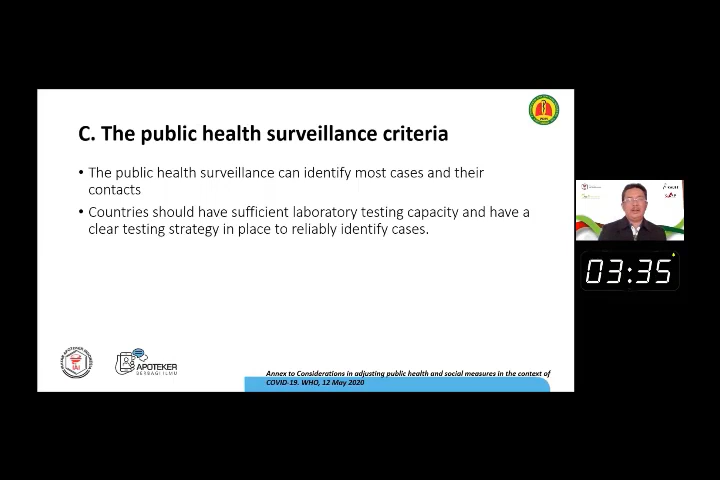 C. The public health surveillance criteria
• The public health surveillance can identify most cases and their
contacts
• Countries should have sufficient laboratory testing capacity and have a
clear testing strategy in place to reliably identify cases.
03:35
IAI
APOTEKER
BERBAGI ILMU
Annex to Considerations in adjusting public health and social measures in the context of
COVID-19. WHO, 12 May 2020